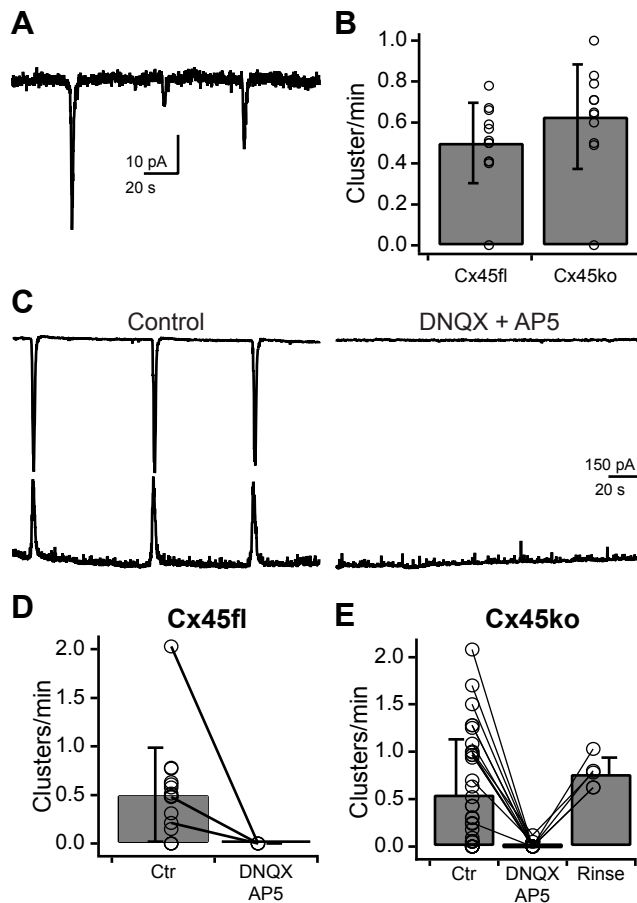 A
10 pA
20 s
B
Cluster/min
1.0
0.8
0.6
0.4
0.2
0.0
Cx45fl
Cx45ko
C
Control
DNQX + AP5
150 pA
20 s
D
Cx45fl
Clusters/min
2.0
1.5
1.0
0.5
0.0
Ctr
DNQX
AP5
E
Cx45ko
Clusters/min
2.0
1.5
1.0
0.5
0.0
Ctr
DNQX
AP5
Rinse